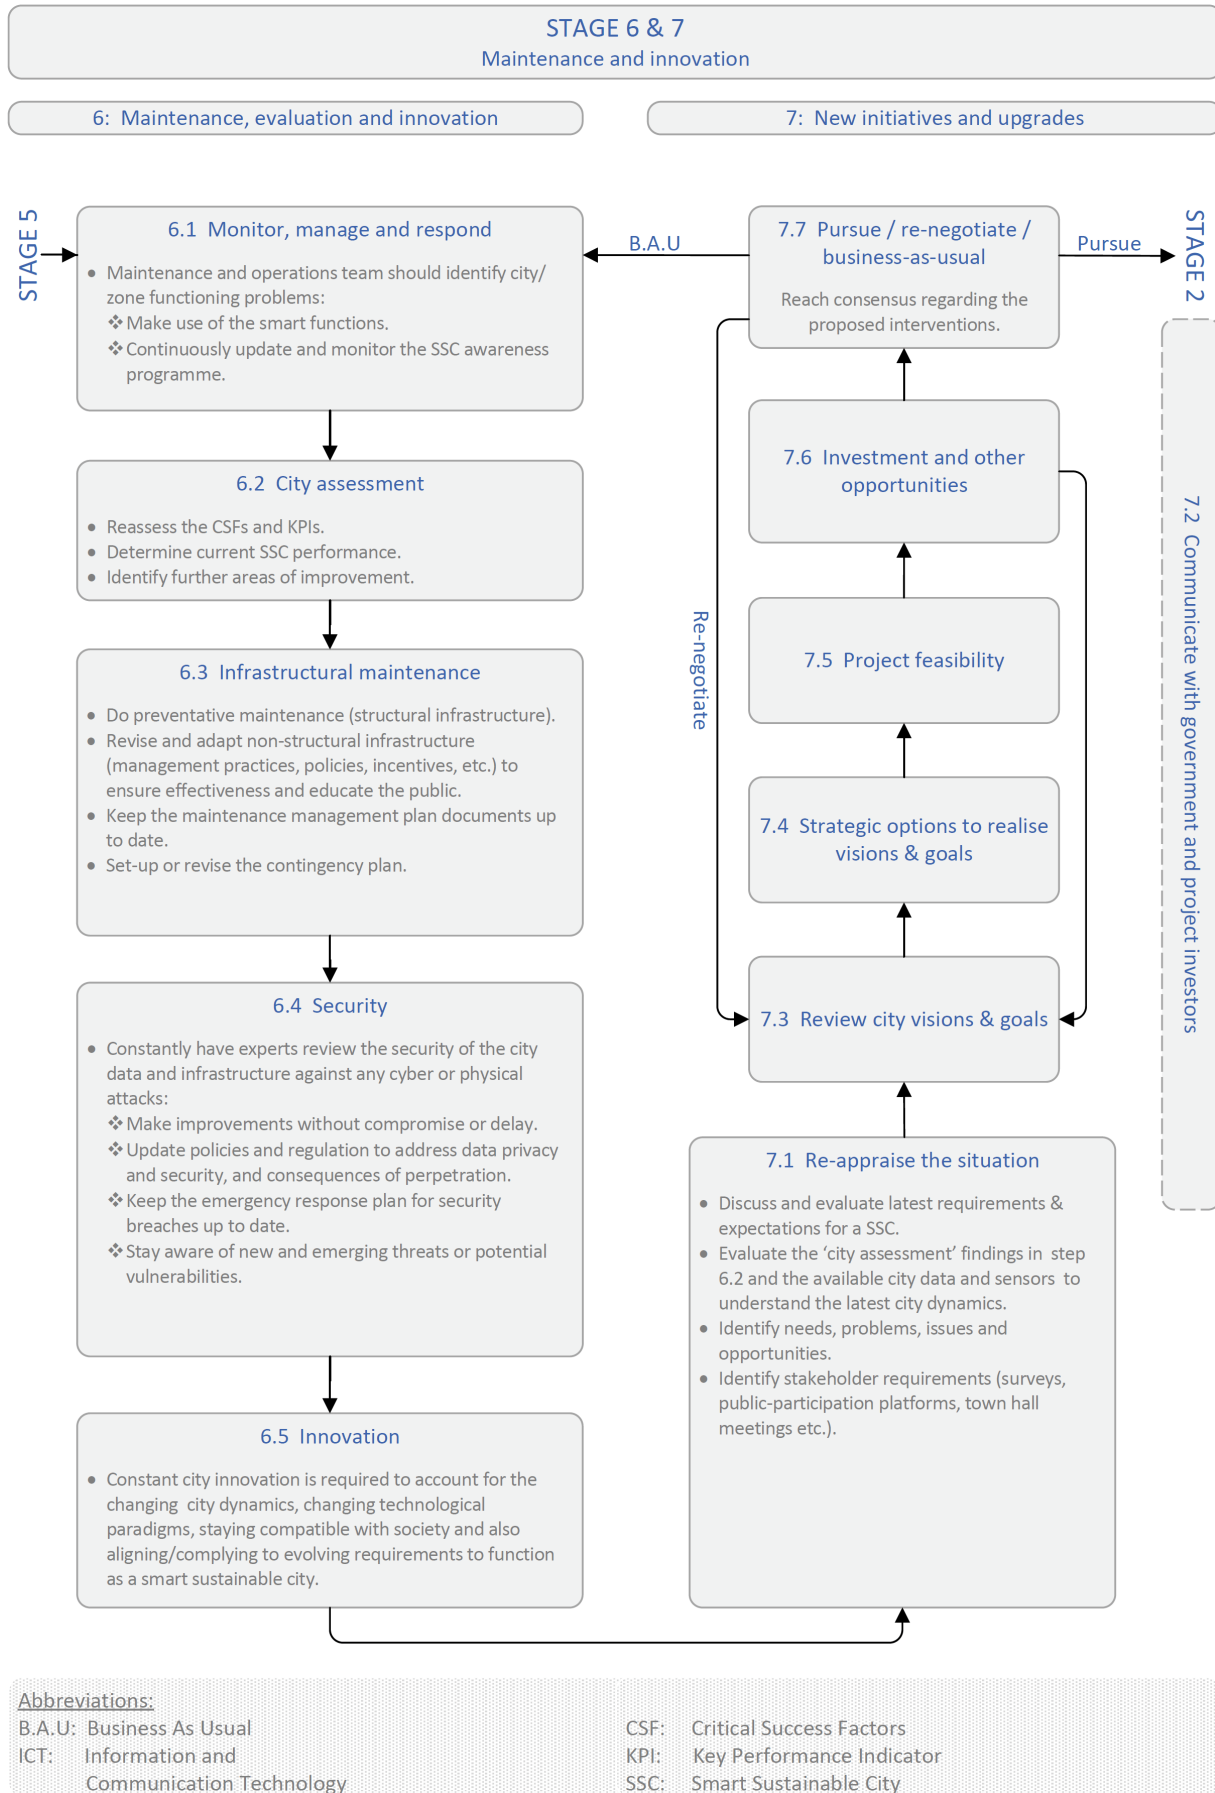 STAGE 6 & 7
Maintenance and innovation
6: Maintenance, evaluation and innovation
7: New initiatives and upgrades
STAGE 5
6.1 Monitor, manage and respond
● Maintenance and operations team should identify city/
zone functioning problems:
❖Make use of the smart functions.
❖Continuously update and monitor the SSC awareness
programme.
6.2 City assessment
● Reassess the CSFs and KPIs.
● Determine current SSC performance.
● Identify further areas of improvement.
6.3 Infrastructural maintenance
● Do preventative maintenance (structural infrastructure).
● Revise and adapt non-structural infrastructure
(management practices, policies, incentives, etc.) to
ensure effectiveness and educate the public.
● Keep the maintenance management plan documents up
to date.
● Set-up or revise the contingency plan.
6.4 Security
● Constantly have experts review the security of the city
data and infrastructure against any cyber or physical
attacks:
❖Make improvements without compromise or delay.
❖Update policies and regulation to address data privacy
and security, and consequences of perpetration.
❖Keep the emergency response plan for security
breaches up to date.
❖Stay aware of new and emerging threats or potential
vulnerabilities.
6.5 Innovation
● Constant city innovation is required to account for the
changing city dynamics, changing technological
paradigms, staying compatible with society and also
aligning/complying to evolving requirements to function
as a smart sustainable city.
B.A.U
7.7 Pursue / re-negotiate /
business-as-usual
Reach consensus regarding the
proposed interventions.
Pursue
STAGE 2
7.6 Investment and other
opportunities
7.5 Project feasibility
Re-negotiate
7.4 Strategic options to realise
visions & goals
7.3 Review city visions & goals
7.2 Communicate with government and project investors
7.1 Re-appraise the situation
● Discuss and evaluate latest requirements &
expectations for a SSC.
● Evaluate the ‘city assessment’ findings in step
6.2 and the available city data and sensors to
understand the latest city dynamics.
● Identify needs, problems, issues and
opportunities.
● Identify stakeholder requirements (surveys,
public-participation platforms, town hall
meetings etc.).
Abbreviations:
B.A.U: Business As Usual
ICT: Information and
Communication Technology
CSF: Critical Success Factors
KPI: Key Performance Indicator
SSC: Smart Sustainable City